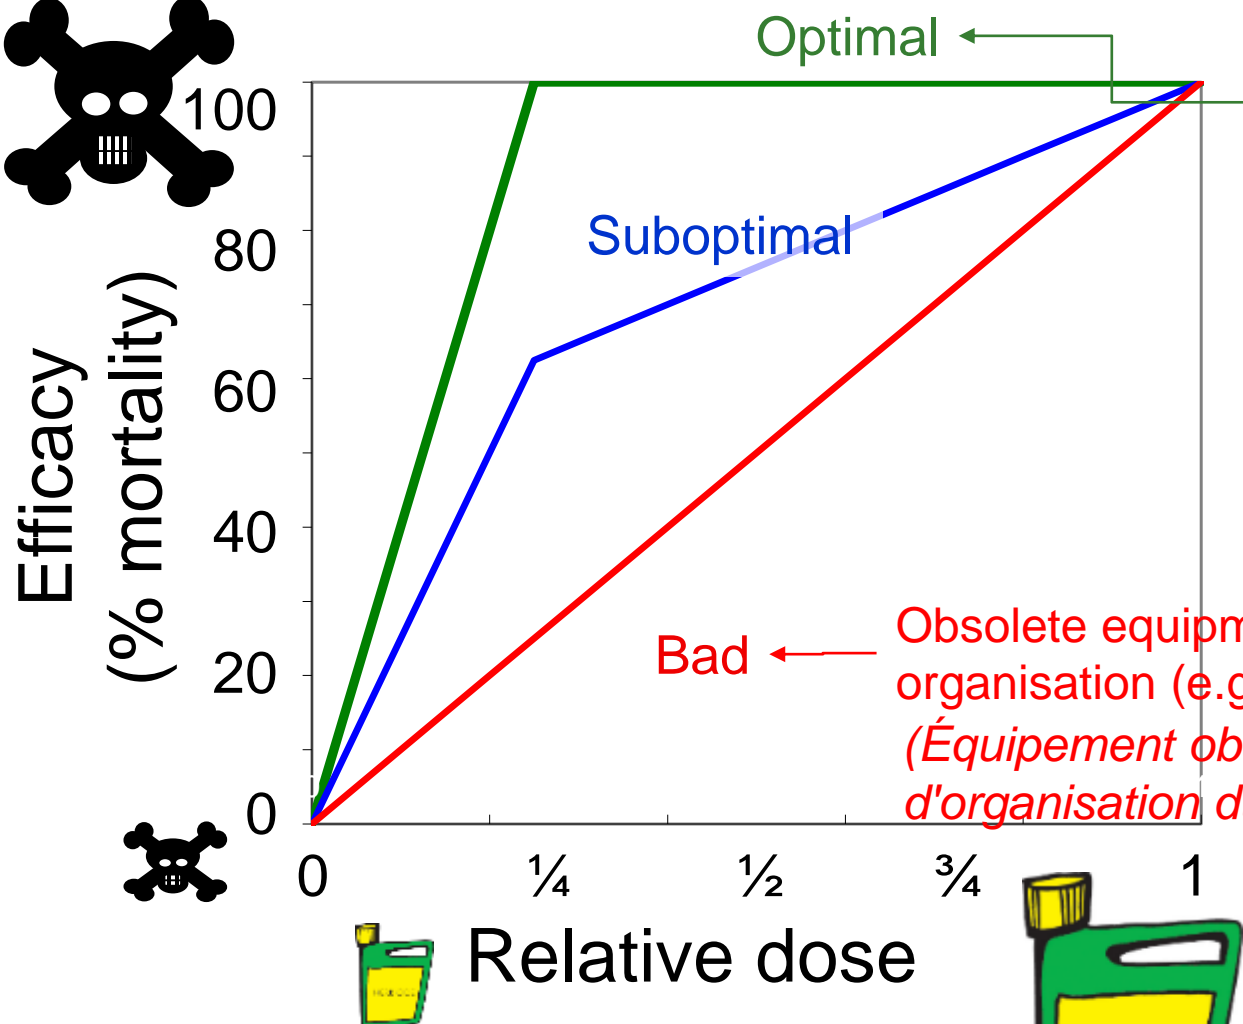 Optimal
100
80
60
40
20
0
Efficacy
(% mortality)
Suboptimal
Bad
Obsolete equipm
organisation (e.g
(Équipement ob
d'organisation d
0
¼
½
¾
1
Relative dose